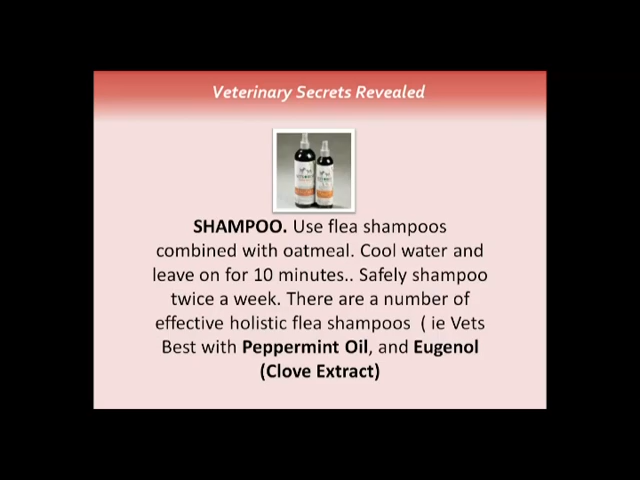 Veterinary Secrets Revealed
SHAMPOO. Use flea shampoos
combined with oatmeal. Cool water and
leave on for 10 minutes.. Safely shampoo
twice a week. There are a number of
effective holistic flea shampoos ( ie Vets
Best with Peppermint Oil, and Eugenol
(Clove Extract)